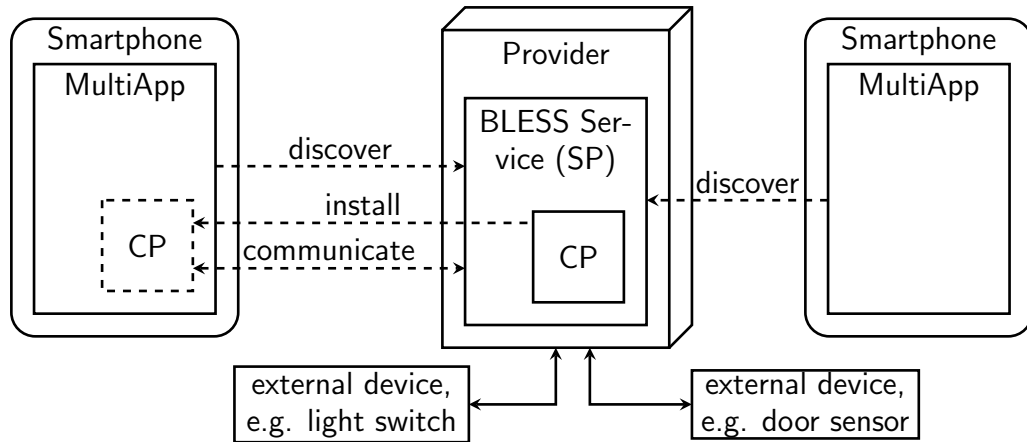 Smartphone
MultiApp
CP
discover
install
communicate
Provider
BLESS Ser-
vice (SP)
CP
discover
Smartphone
MultiApp
external device,
e.g. light switch
external device,
e.g. door sensor